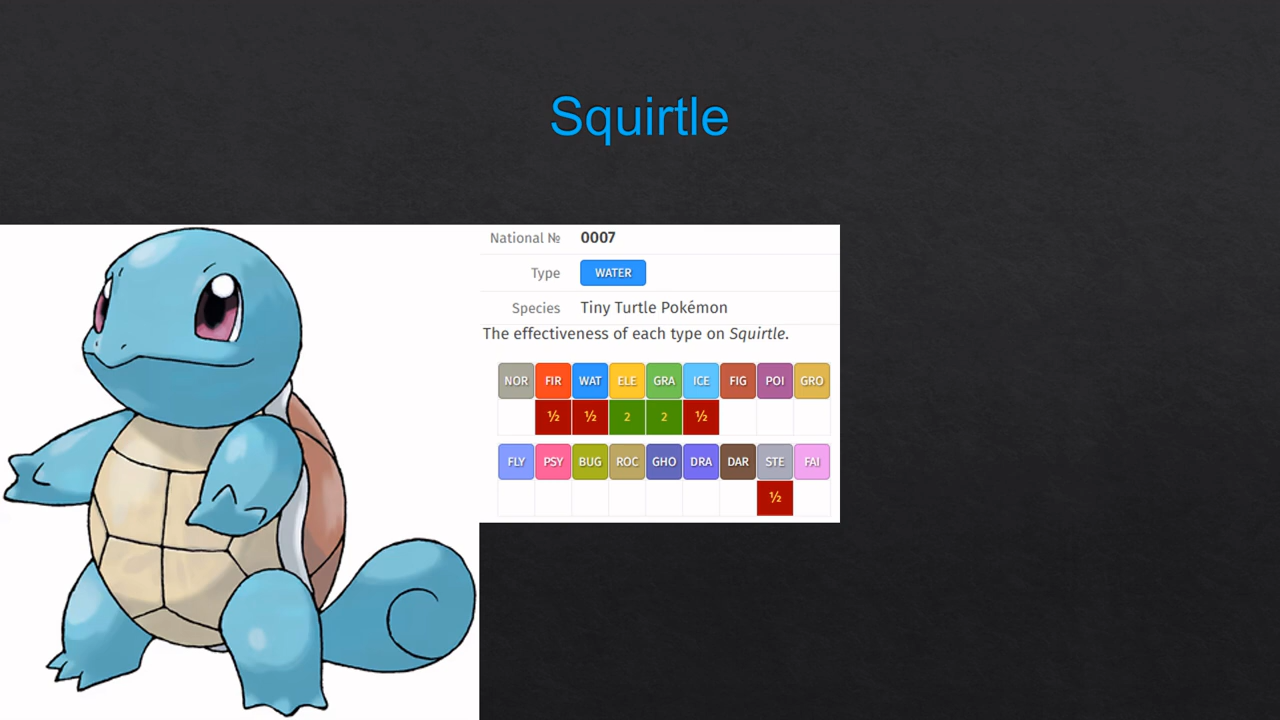 Squirtle
National № 0007
Type WATER
Species Tiny Turtle Pokémon
The effectiveness of each type on Squirtle.
NOR FIR WAT ELE GRA ICE FIG POI GRO
½ ½ 2 2 ½
FLY PSY BUG ROC GHO DRA DAR STE FAI
½